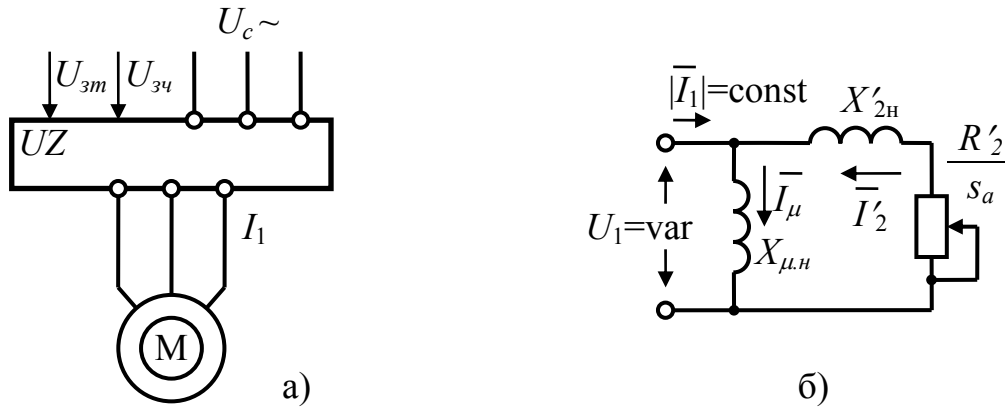 U_c ~
U_зт U_зч
UZ
I_1
M
а)
|I̅_1|=const
X′_2н
R′_2
s_a
I̅_μ
I̅′_2
U_1=var
X_μ.н
б)